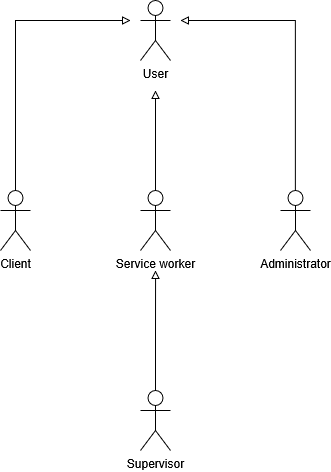 User
Client
Service worker
Administrator
Supervisor